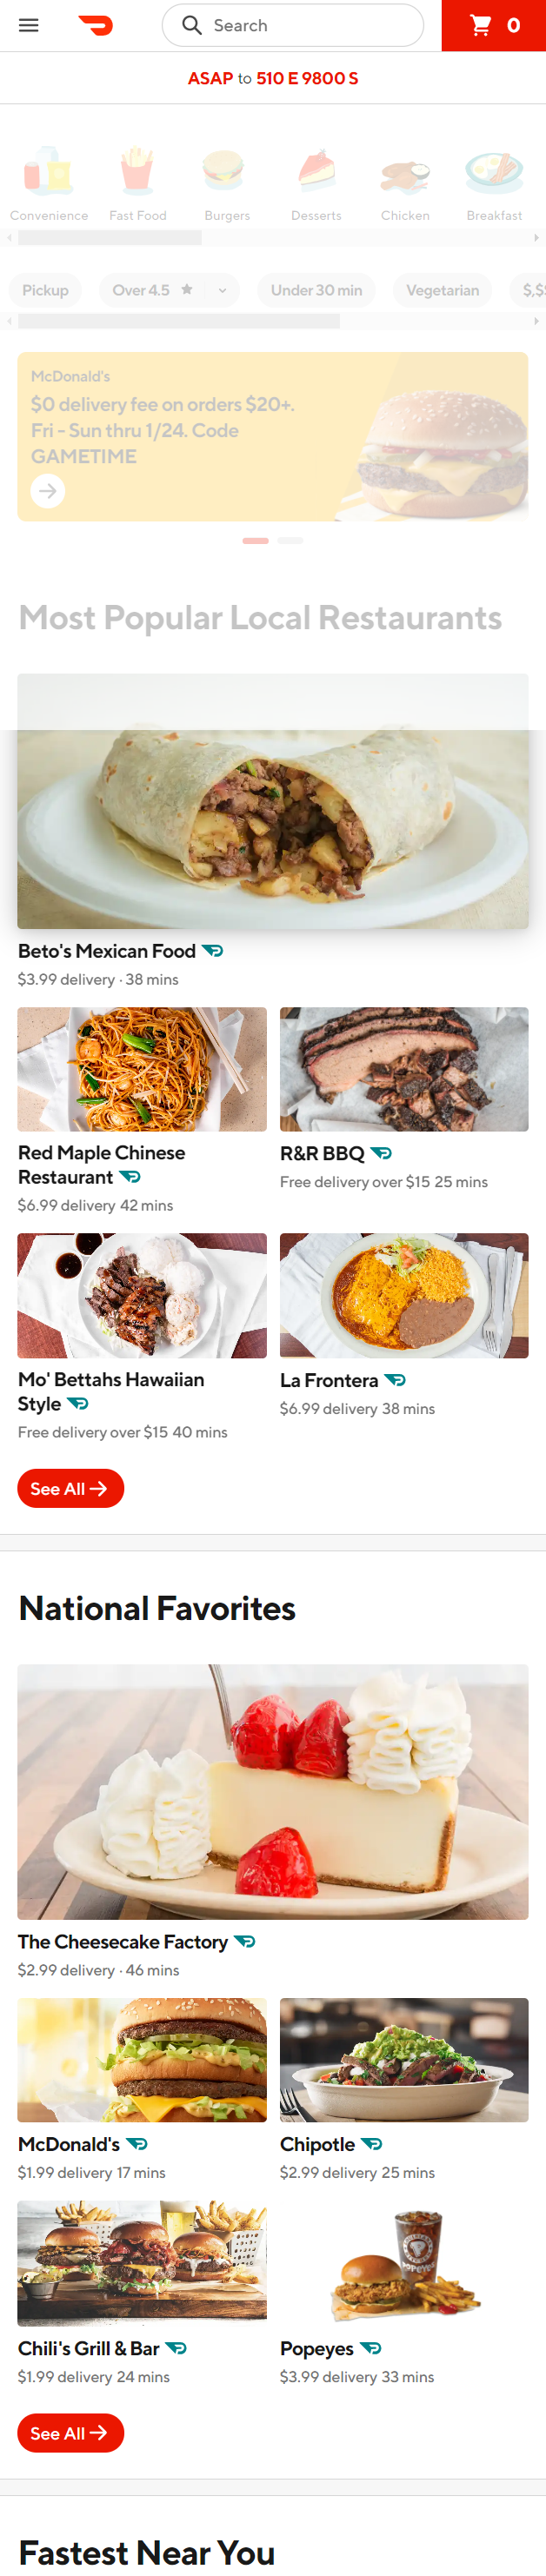 Search
0
ASAP to 510 E 9800 S
Convenience
Fast Food
Burgers
Desserts
Chicken
Breakfast
Pickup
Over 4.5
Under 30 min
Vegetarian
McDonald's
$0 delivery fee on orders $20+.
Fri - Sun thru 1/24. Code
GAMETIME
Most Popular Local Restaurants
Beto's Mexican Food
$3.99 delivery · 38 mins
Red Maple Chinese
Restaurant
$6.99 delivery 42 mins
R&R BBQ
Free delivery over $15 25 mins
Mo' Bettahs Hawaiian
Style
Free delivery over $15 40 mins
La Frontera
$6.99 delivery 38 mins
See All
National Favorites
The Cheesecake Factory
$2.99 delivery · 46 mins
McDonald's
$1.99 delivery 17 mins
Chipotle
$2.99 delivery 25 mins
Chili's Grill & Bar
$1.99 delivery 24 mins
POPEYES
Popeyes
$3.99 delivery 33 mins
See All
Fastest Near You